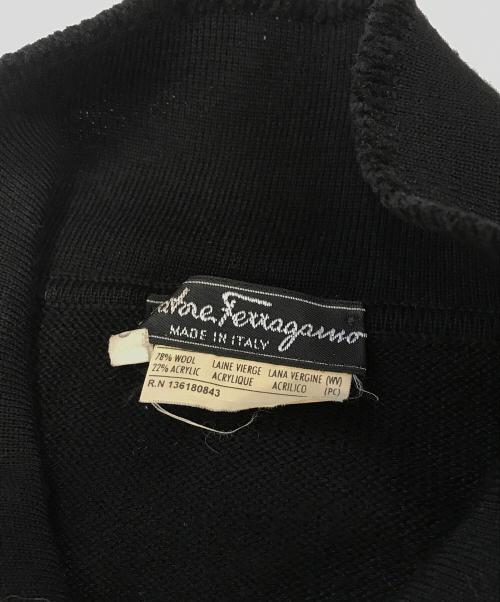 atore Ferragamo
MADE IN ITALY
78% WOOL LAINE VIERGE LANA VERGINE (WV)
22% ACRYLIC ACRYLIQUE ACRILICO (PC)
R.N 136180843